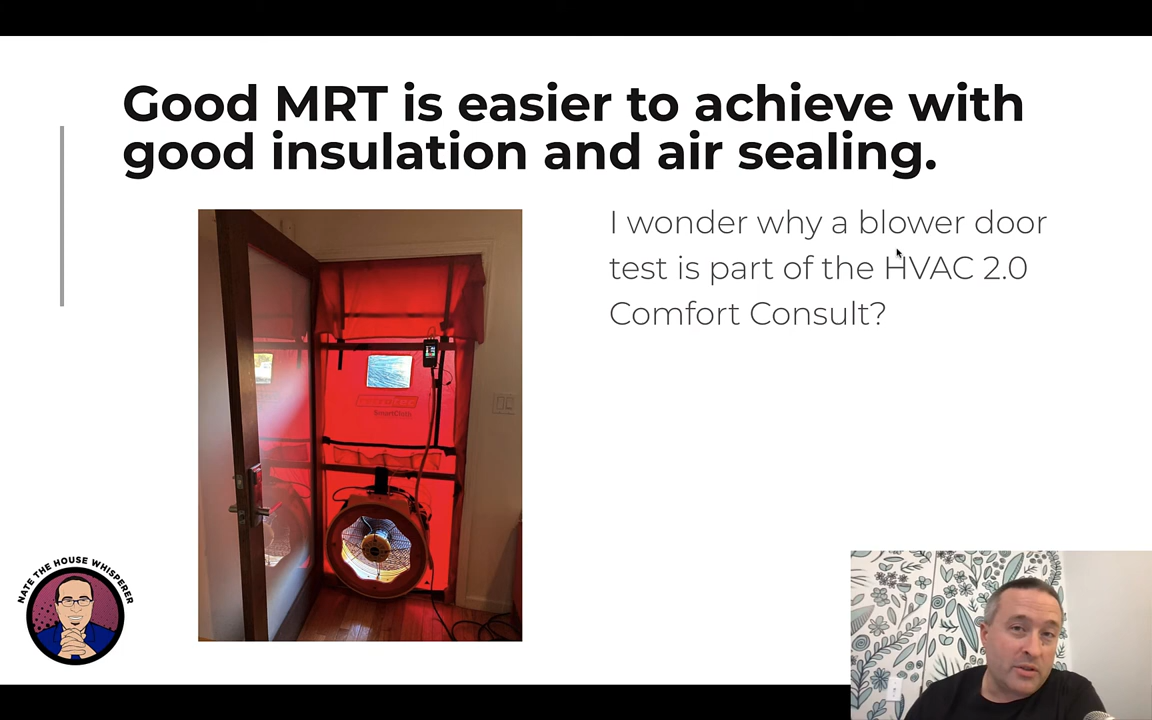 Good MRT is easier to achieve with
good insulation and air sealing.
I wonder why a blower door
test is part of the HVAC 2.0
Comfort Consult?
SmartCloth
NATE THE HOUSE WHISPERER